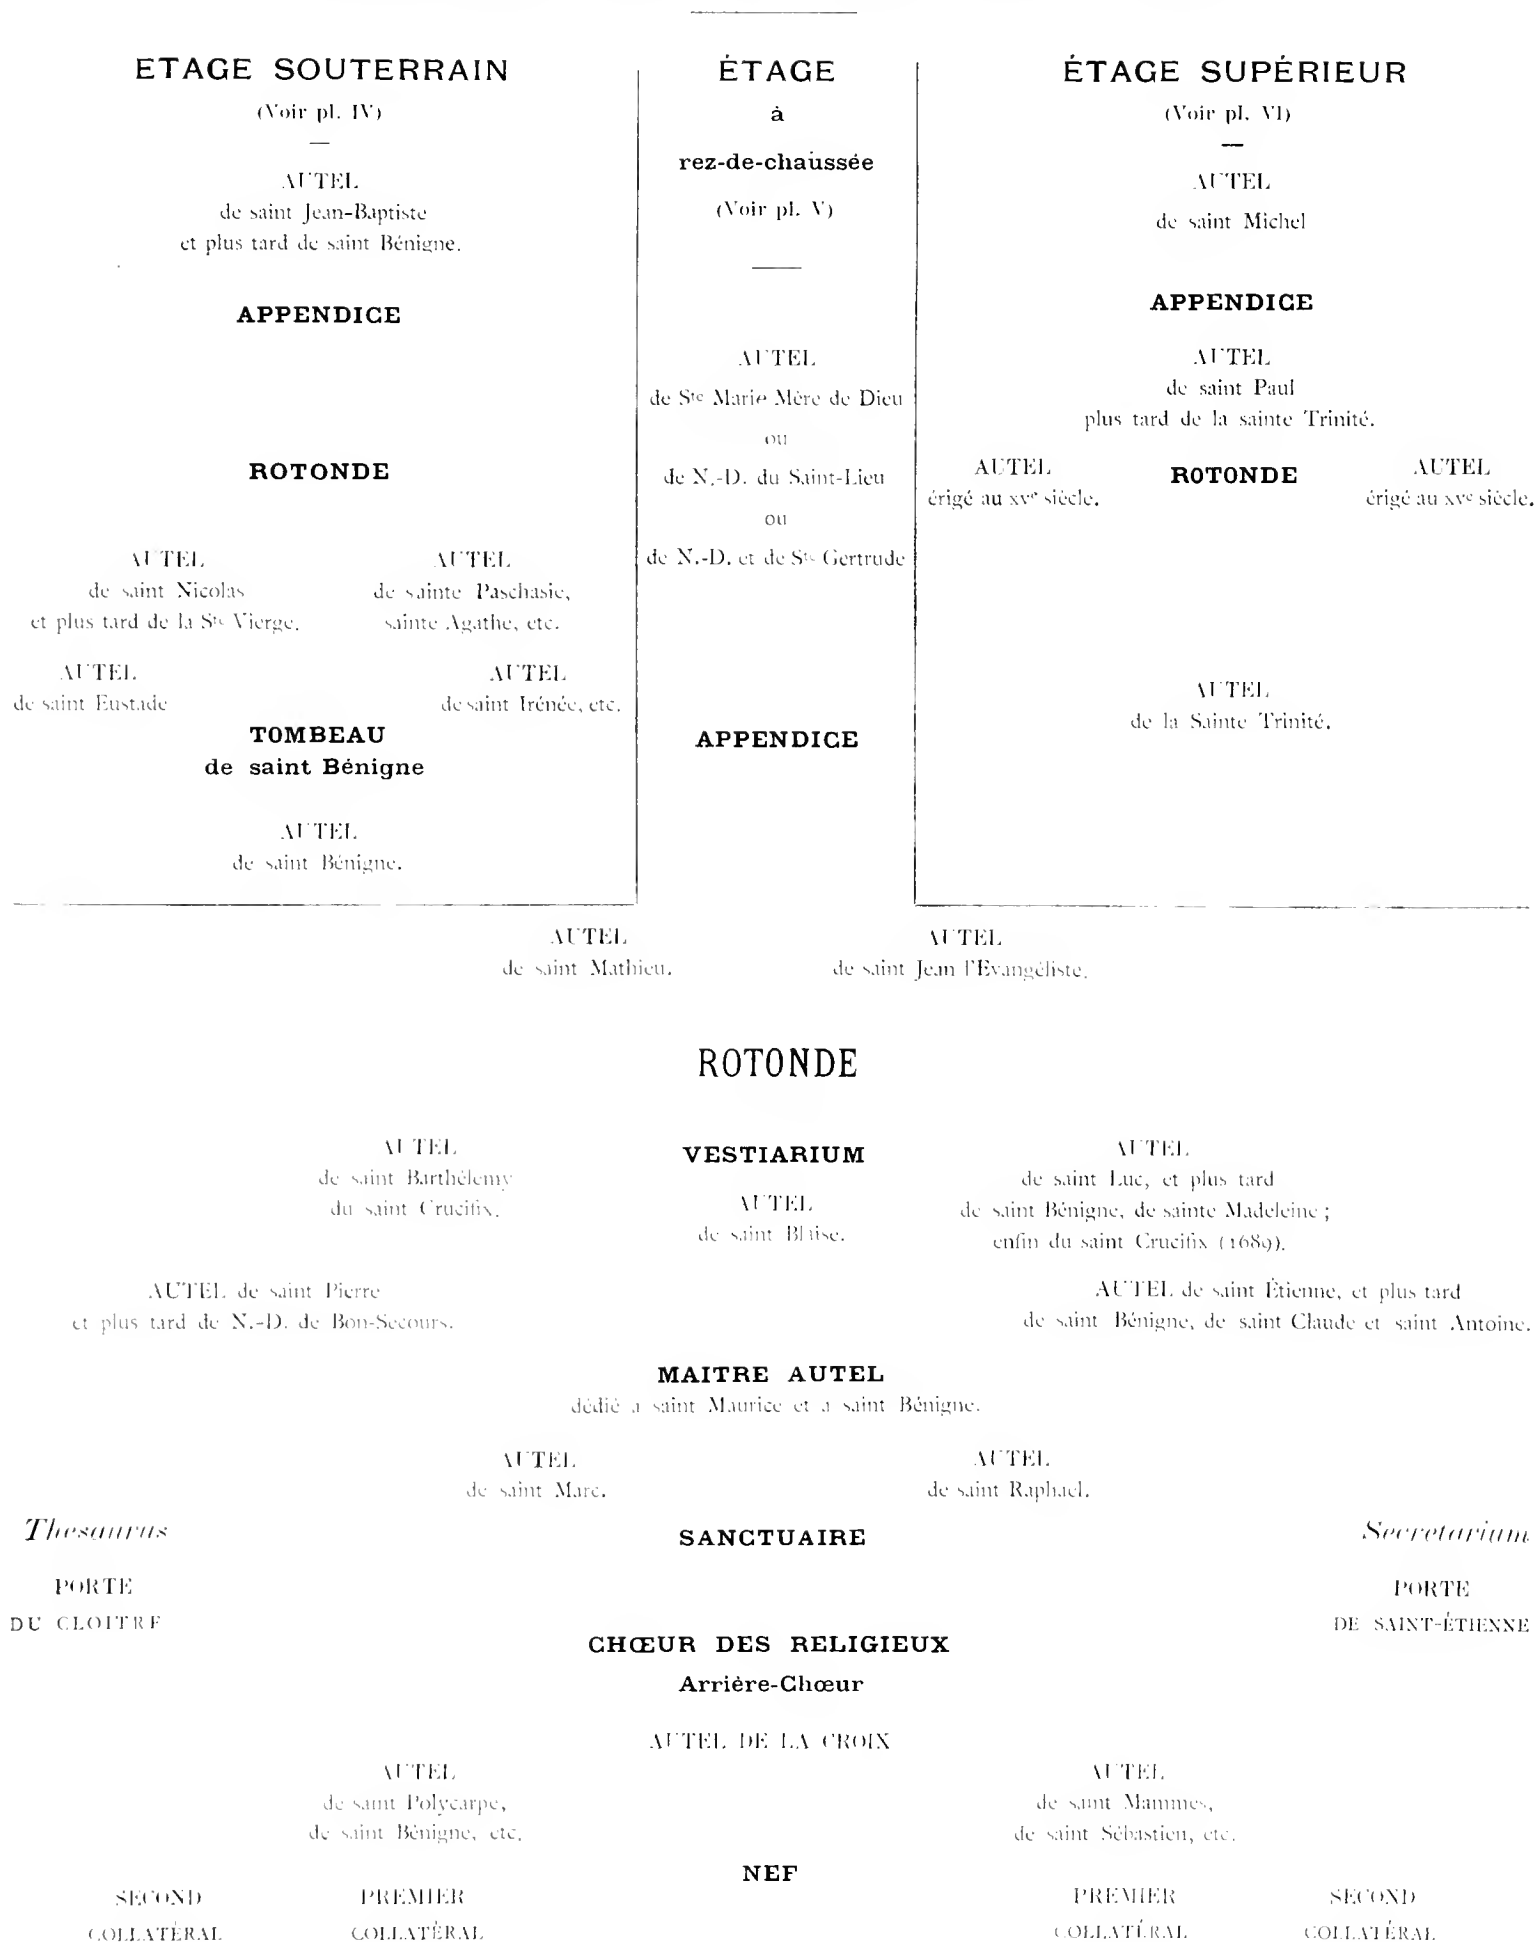 ETAGE SOUTERRAIN
(Voir pl. IV)
AUTEL
de saint Jean-Baptiste
et plus tard de saint Bénigne.
APPENDICE
ROTONDE
AUTEL
de saint Nicolas
et plus tard de la Ste Vierge.
AUTEL
de sainte Paschasie,
sainte Agathe, etc.
AUTEL
de saint Eustade
AUTEL
de saint Irénée, etc.
TOMBEAU
de saint Bénigne
AUTEL
de saint Bénigne.
ÉTAGE
à
rez-de-chaussée
(Voir pl. V)
AUTEL
de Ste Marie Mère de Dieu
ou
de N.-D. du Saint-Lieu
ou
de N.-D. et de Ste Gertrude
APPENDICE
ÉTAGE SUPÉRIEUR
(Voir pl. VI)
AUTEL
de saint Michel
APPENDICE
AUTEL
de saint Paul
plus tard de la sainte Trinité.
AUTEL
érigé au XVe siècle.
ROTONDE
AUTEL
érigé au XVe siècle.
AUTEL
de la Sainte Trinité.
AUTEL
de saint Mathieu.
AUTEL
de saint Jean l'Evangéliste.
ROTONDE
AUTEL
de saint Barthélemy
du saint Crucifix.
VESTIARIUM
AUTEL
de saint Blaise.
AUTEL
de saint Luc, et plus tard
de saint Bénigne, de sainte Madeleine ;
enfin du saint Crucifix (1689).
AUTEL de saint Pierre
et plus tard de N.-D. de Bon-Secours.
AUTEL de saint Étienne, et plus tard
de saint Bénigne, de saint Claude et saint Antoine.
MAITRE AUTEL
dédié a saint Maurice et a saint Bénigne.
AUTEL
de saint Marc.
AUTEL
de saint Raphael.
Thesaurus
SANCTUAIRE
Secretarium
PORTE
DU CLOITRE
PORTE
DE SAINT-ÉTIENNE
CHŒUR DES RELIGIEUX
Arrière-Chœur
AUTEL DE LA CROIX
AUTEL
de saint Polycarpe,
de saint Bénigne, etc.
AUTEL
de saint Mammes,
de saint Sébastien, etc.
NEF
SECOND
COLLATÉRAL
PREMIER
COLLATÉRAL
PREMIER
COLLATÉRAL
SECOND
COLLATÉRAL